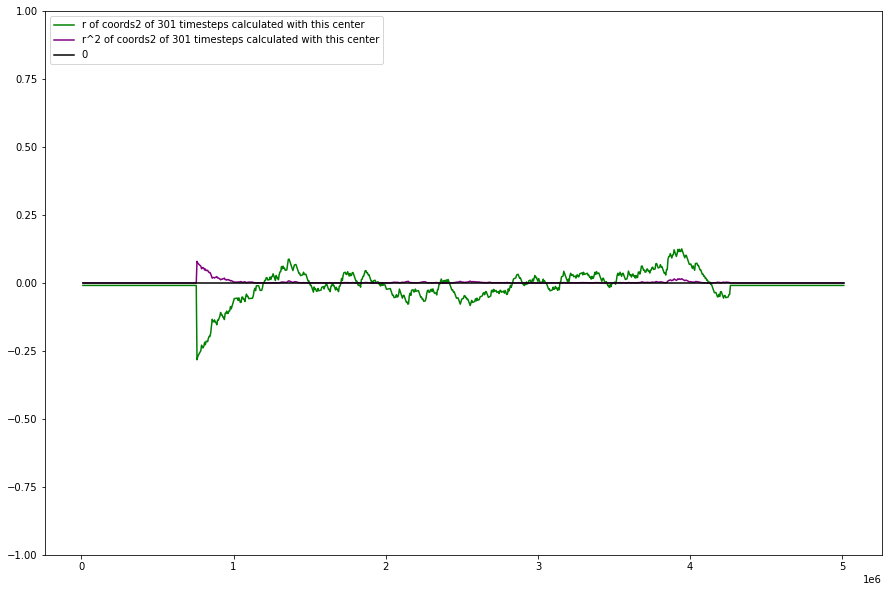 1.00
r of coords2 of 301 timesteps calculated with this center
r^2 of coords2 of 301 timesteps calculated with this center
0
0.75
0.50
0.25
0.00
−0.25
−0.50
−0.75
−1.00
0 1 2 3 4 5
1e6